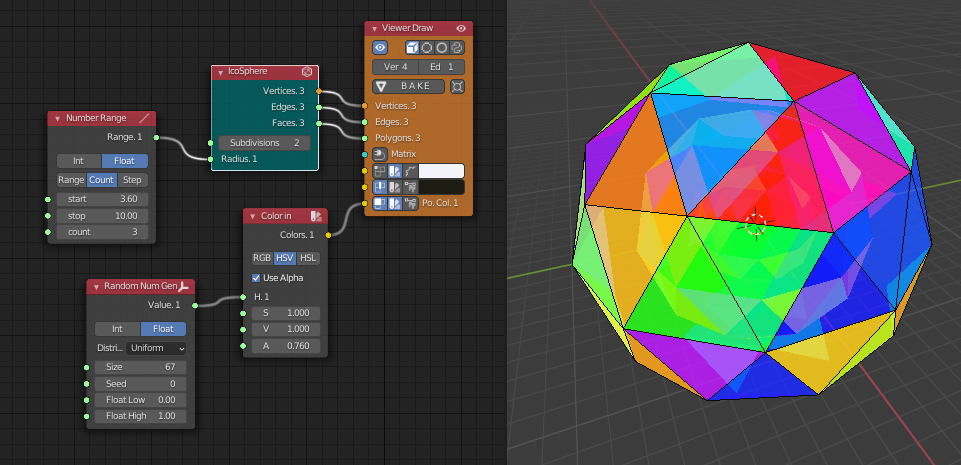 Viewer Draw
Ver 4 Ed 1
BAKE
Vertices. 3
Edges. 3
Polygons. 3
Matrix
Po. Col. 1
IcoSphere
Vertices. 3
Edges. 3
Faces. 3
Subdivisions 2
Radius. 1
Number Range
Range. 1
Int Float
Range Count Step
start 3.60
stop 10.00
count 3
Color in
Colors. 1
RGB HSV HSL
Use Alpha
H. 1
S 1.000
V 1.000
A 0.760
Random Num Gen
Value. 1
Int Float
Distri... Uniform
Size 67
Seed 0
Float Low 0.00
Float High 1.00